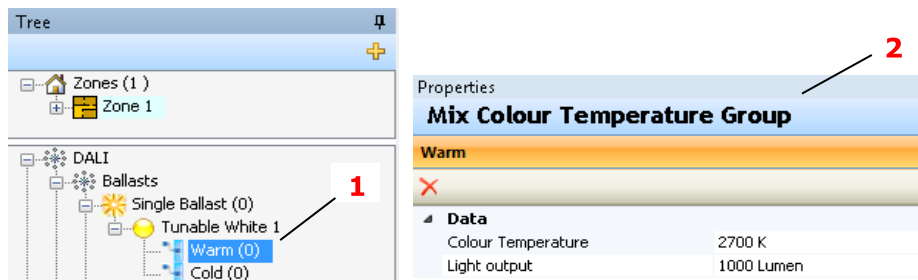 Tree
Zones (1 )
Zone 1
DALI
Ballasts
Single Ballast (0)
Tunable White 1
Warm (0)
Cold (0)
1
2
Properties
Mix Colour Temperature Group
Warm
Data
Colour Temperature 2700 K
Light output 1000 Lumen